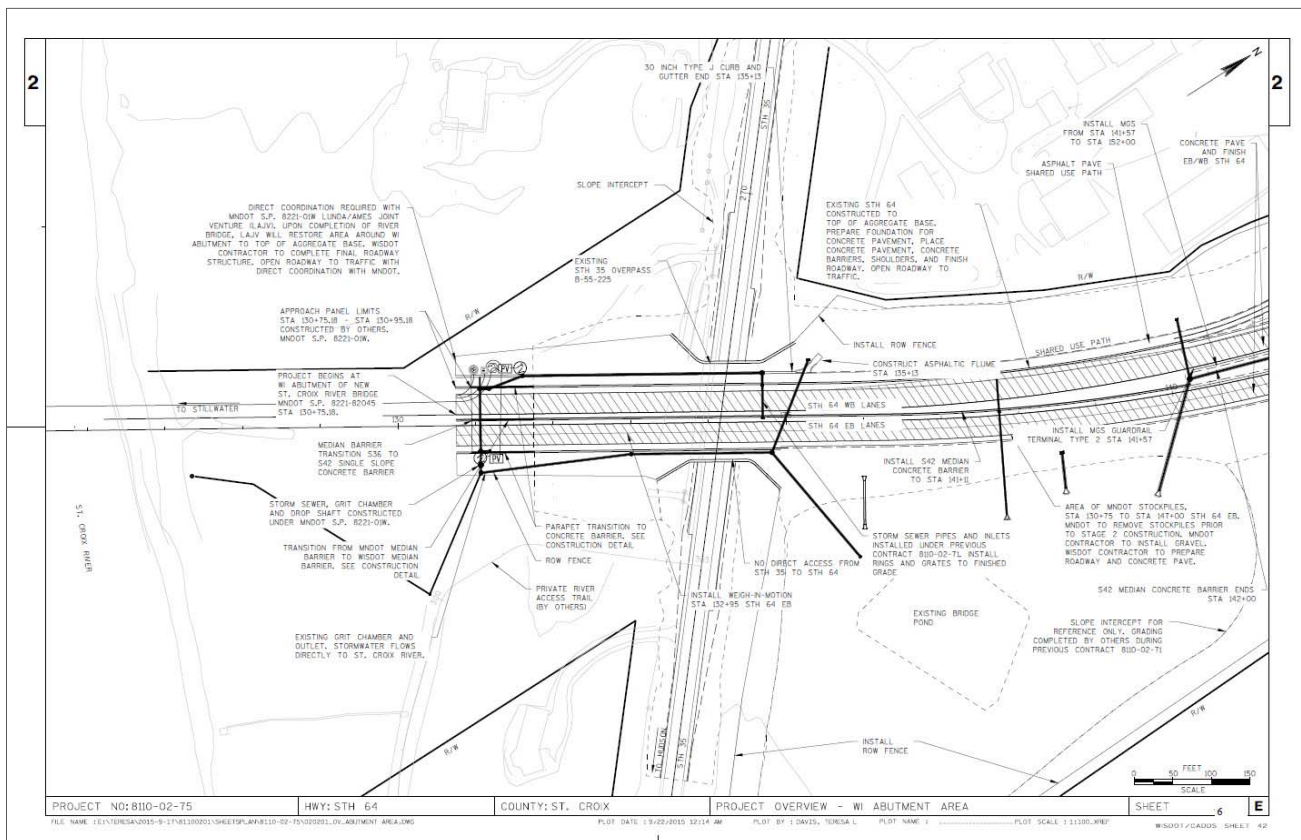 2
2
N
30 INCH TYPE J CURB AND
GUTTER END STA 135+13
STH 35
270
INSTALL MGS
FROM STA 141+57
TO STA 152+00
CONCRETE PAVE
AND FINISH
EB/WB STH 64
ASPHALT PAVE
SHARED USE PATH
SLOPE INTERCEPT
DIRECT COORDINATION REQUIRED WITH
MNDOT S.P. 8221-01W LUNDA/AMES JOINT
VENTURE (LAJV). UPON COMPLETION OF RIVER
BRIDGE, LAJV WILL RESTORE AREA AROUND WI
ABUTMENT TO TOP OF AGGREGATE BASE. WISDOT
CONTRACTOR TO COMPLETE FINAL ROADWAY
STRUCTURE. OPEN ROADWAY TO TRAFFIC WITH
DIRECT COORDINATION WITH MNDOT.
EXISTING STH 64
CONSTRUCTED TO
TOP OF AGGREGATE BASE.
PREPARE FOUNDATION FOR
CONCRETE PAVEMENT, PLACE
CONCRETE PAVEMENT, CONCRETE
BARRIERS, SHOULDERS, AND FINISH
ROADWAY. OPEN ROADWAY TO
TRAFFIC.
EXISTING
STH 35 OVERPASS
B-55-225
R/W
R/W
APPROACH PANEL LIMITS
STA 130+75.18 - STA 130+95.18
CONSTRUCTED BY OTHERS.
MNDOT S.P. 8221-01W.
INSTALL ROW FENCE
SHARED USE PATH
CONSTRUCT ASPHALTIC FLUME
STA 135+13
PV
2
PROJECT BEGINS AT
WI ABUTMENT OF NEW
ST. CROIX RIVER BRIDGE
MNDOT S.P. 8221-82045
STA 130+75.18.
TO STILLWATER
130
STH 64 WB LANES
STH 64 EB LANES
140
INSTALL MGS GUARDRAIL
TERMINAL TYPE 2 STA 141+57
MEDIAN BARRIER
TRANSITION S36 TO
S42 SINGLE SLOPE
CONCRETE BARRIER
PV
INSTALL S42 MEDIAN
CONCRETE BARRIER
TO STA 141+11
STORM SEWER, GRIT CHAMBER
AND DROP SHAFT CONSTRUCTED
UNDER MNDOT S.P. 8221-01W.
ST. CROIX RIVER
AREA OF MNDOT STOCKPILES,
STA 130+75 TO STA 147+00 STH 64 EB.
MNDOT TO REMOVE STOCKPILES PRIOR
TO STAGE 2 CONSTRUCTION. MNDOT
CONTRACTOR TO INSTALL GRAVEL.
WISDOT CONTRACTOR TO PREPARE
ROADWAY AND CONCRETE PAVE.
PARAPET TRANSITION TO
CONCRETE BARRIER. SEE
CONSTRUCTION DETAIL
STORM SEWER PIPES AND INLETS
INSTALLED UNDER PREVIOUS
CONTRACT 8110-02-71. INSTALL
RINGS AND GRATES TO FINISHED
GRADE
TRANSITION FROM MNDOT MEDIAN
BARRIER TO WISDOT MEDIAN
BARRIER. SEE CONSTRUCTION
DETAIL
ROW FENCE
NO DIRECT ACCESS FROM
STH 35 TO STH 64
PRIVATE RIVER
ACCESS TRAIL
(BY OTHERS)
INSTALL WEIGH-IN-MOTION
STA 132+95 STH 64 EB
S42 MEDIAN CONCRETE BARRIER ENDS
STA 142+00
EXISTING BRIDGE
POND
SLOPE INTERCEPT FOR
REFERENCE ONLY. GRADING
COMPLETED BY OTHERS DURING
PREVIOUS CONTRACT 8110-02-71
EXISTING GRIT CHAMBER AND
OUTLET. STORMWATER FLOWS
DIRECTLY TO ST. CROIX RIVER.
R/W
R/W
TO HUDSON
STH 35
INSTALL
ROW FENCE
FEET
0 50 100 150
SCALE
PROJECT NO: 8110-02-75 HWY: STH 64 COUNTY: ST. CROIX PROJECT OVERVIEW - WI ABUTMENT AREA SHEET 6 E
PLOT DATE : 9/22/2015 12:14 AM PLOT BY : DAVIS, TERESA L PLOT NAME : PLOT SCALE : 1:1:100_XREF
WISDOT/CADDS SHEET 42